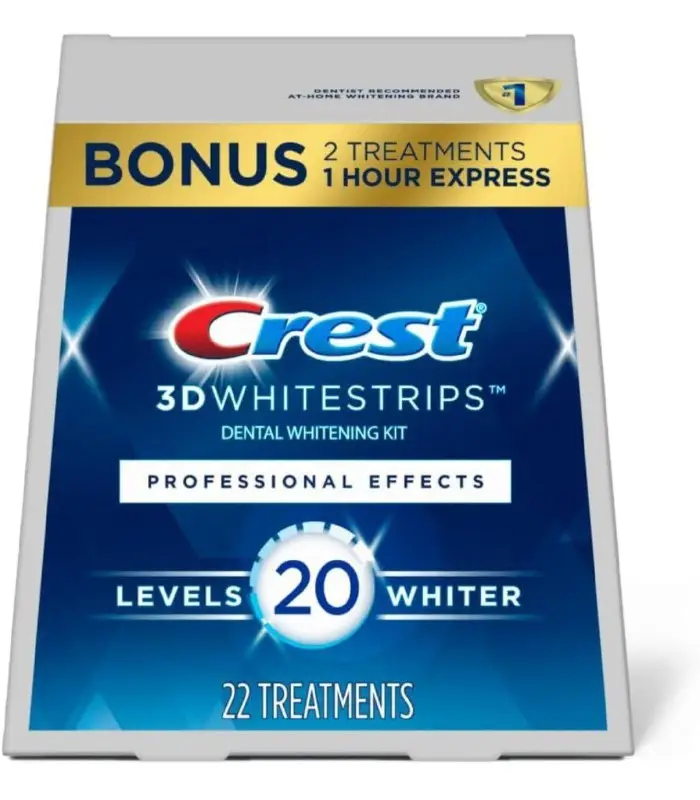 DENTIST RECOMMENDED
AT-HOME WHITENING BRAND
#1
BONUS 2 TREATMENTS
1 HOUR EXPRESS
Crest®
3DWHITESTRIPS™
DENTAL WHITENING KIT
PROFESSIONAL EFFECTS
LEVELS 20 WHITER
22 TREATMENTS